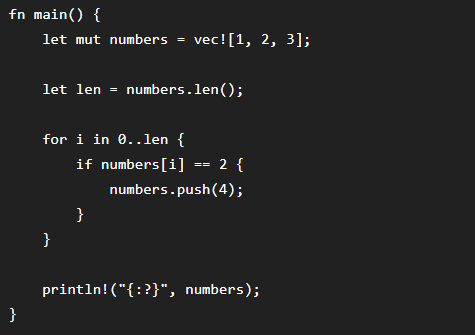 fn main() {
    let mut numbers = vec![1, 2, 3];

    let len = numbers.len();

    for i in 0..len {
        if numbers[i] == 2 {
            numbers.push(4);
        }
    }

    println!("{:?}", numbers);
}